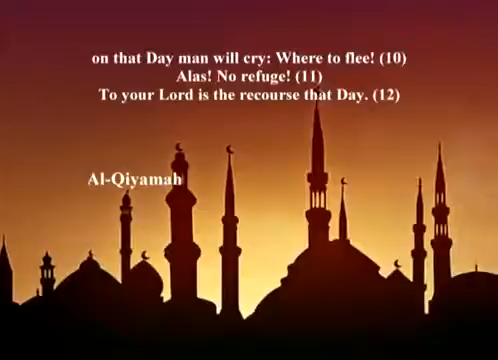 on that Day man will cry: Where to flee! (10)
Alas! No refuge! (11)
To your Lord is the recourse that Day. (12)
Al-Qiyamah